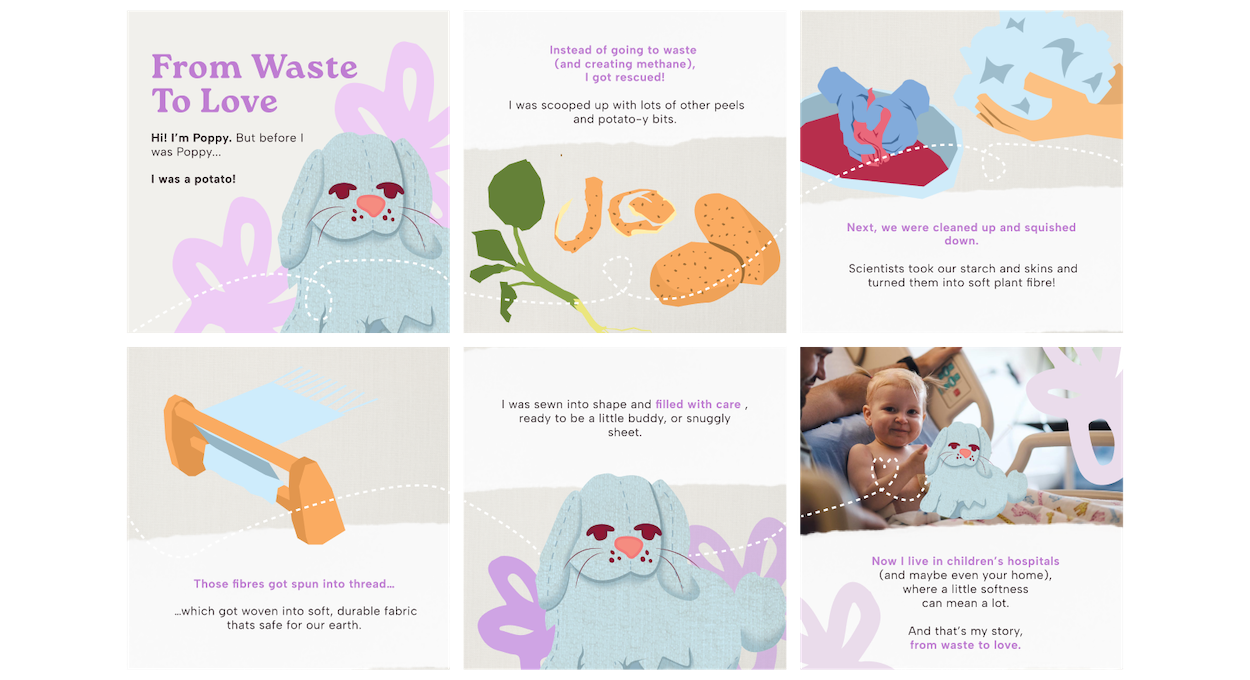 From Waste
To Love
Hi! I'm Poppy. But before I
was Poppy...
I was a potato!
Instead of going to waste
(and creating methane),
I got rescued!
I was scooped up with lots of other peels
and potato-y bits.
Next, we were cleaned up and squished
down.
Scientists took our starch and skins and
turned them into soft plant fibre!
Those fibres got spun into thread...
...which got woven into soft, durable fabric
thats safe for our earth.
I was sewn into shape and filled with care ,
ready to be a little buddy, or snuggly
sheet.
Now I live in children's hospitals
(and maybe even your home),
where a little softness
can mean a lot.
And that's my story,
from waste to love.